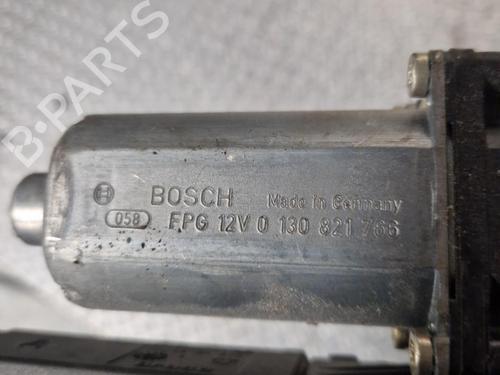 B-PARTS
BOSCH Made in Germany
058 FPG 12V 0 130 821 766
A